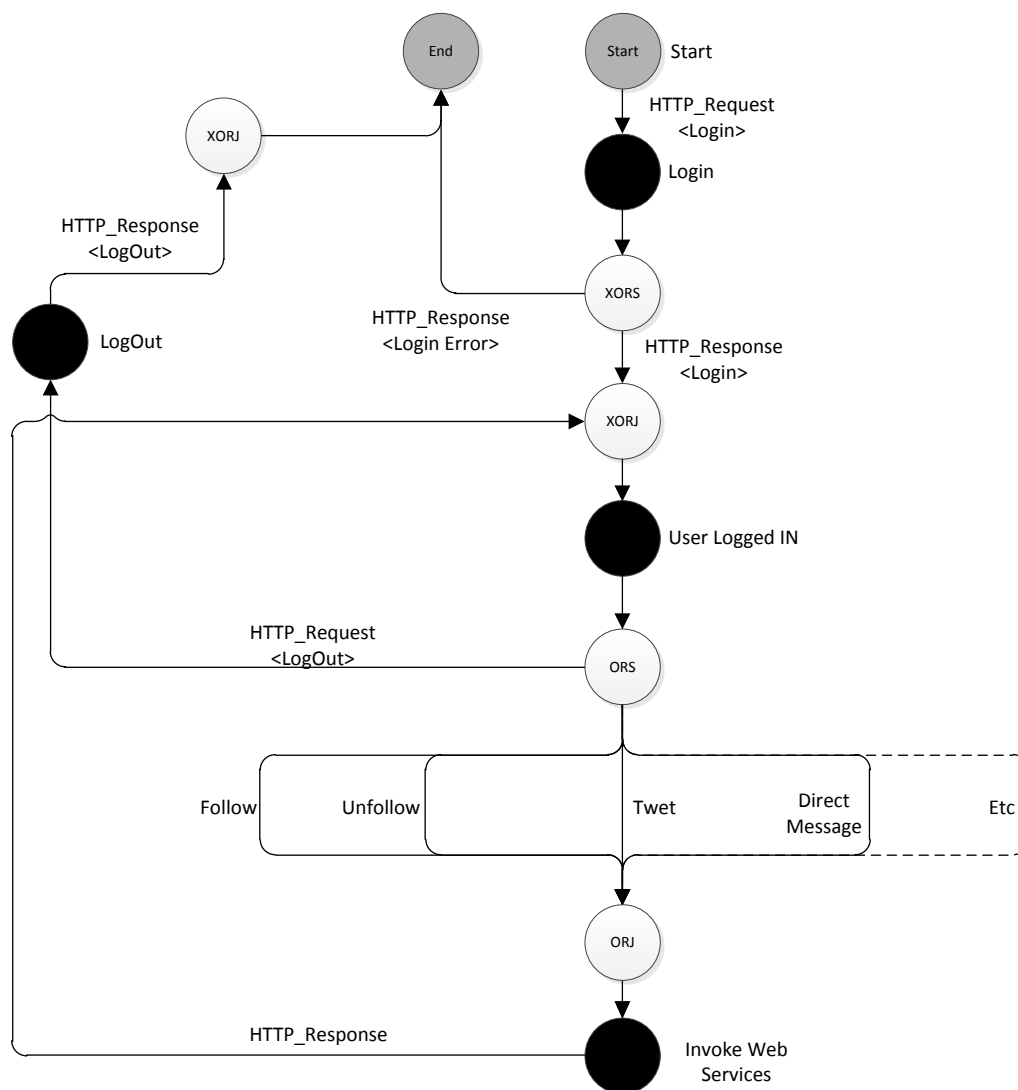 End
Start
Start
HTTP_Request
<Login>
XORJ
Login
HTTP_Response
<LogOut>
XORS
LogOut
HTTP_Response
<Login Error>
HTTP_Response
<Login>
XORJ
User Logged IN
HTTP_Request
<LogOut>
ORS
Follow
Unfollow
Twet
Direct
Message
Etc
ORJ
HTTP_Response
Invoke Web
Services